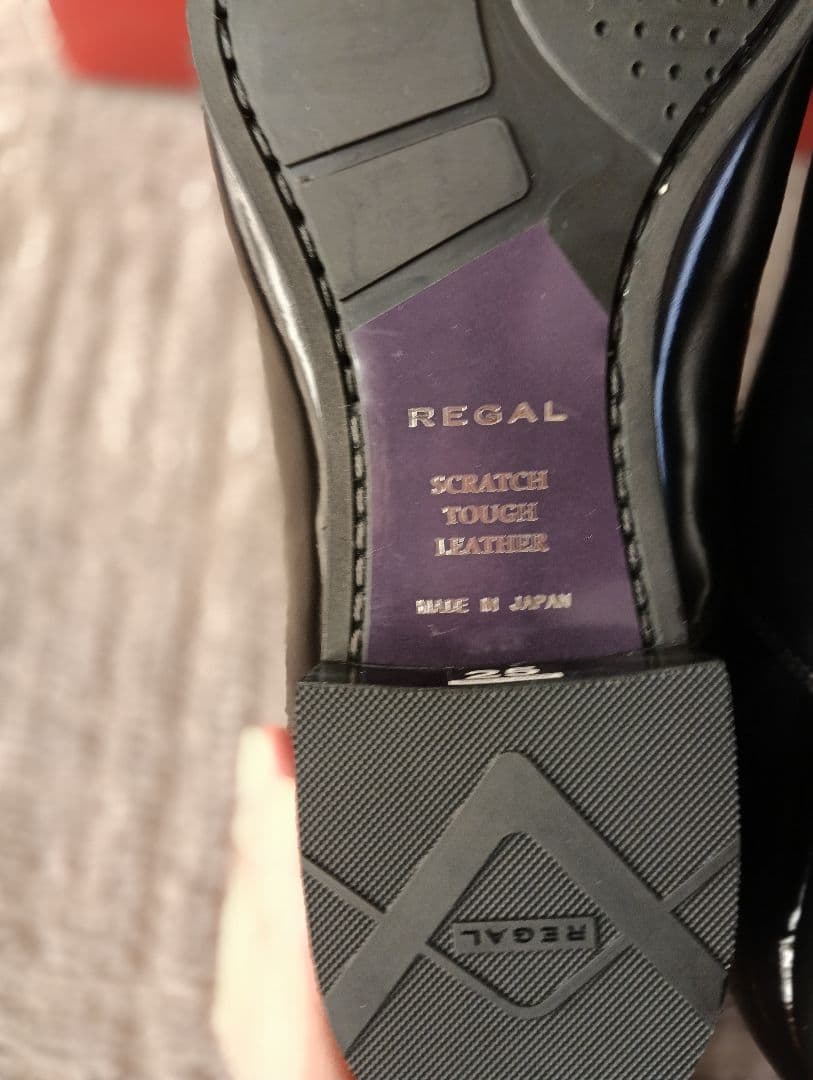 REGAL
SCRATCH
TOUGH
LEATHER
MADE IN JAPAN
REGAL